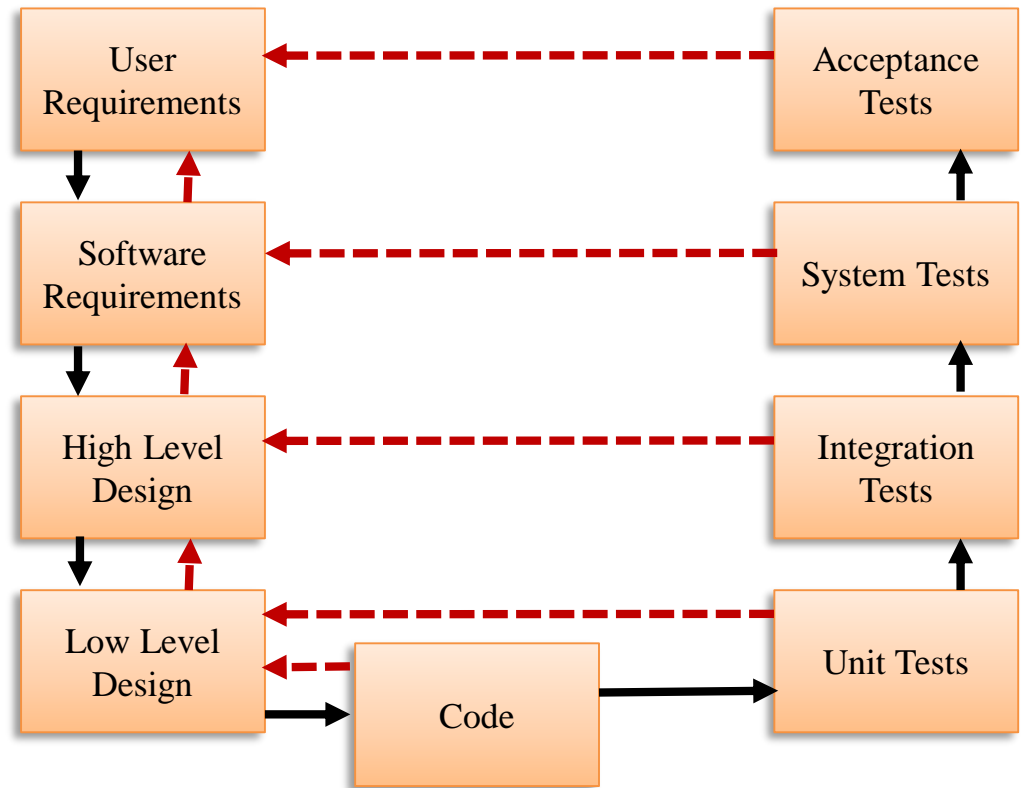 User
Requirements
Acceptance
Tests
Software
Requirements
System Tests
High Level
Design
Integration
Tests
Low Level
Design
Code
Unit Tests